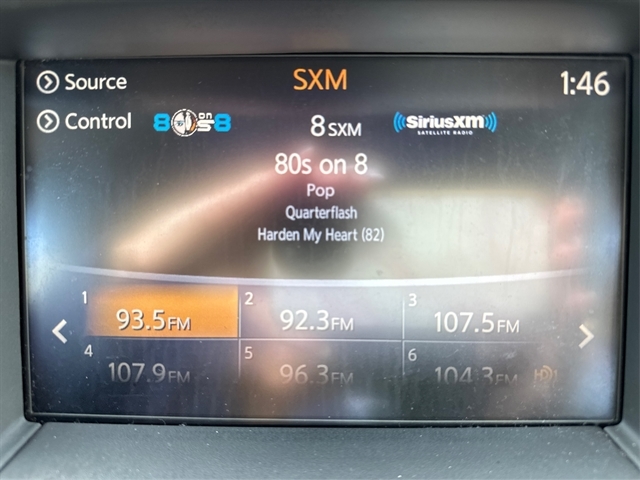 Source
SXM
1:46
Control
8 on 8
8 SXM
SiriusXM
SATELLITE RADIO
80s on 8
Pop
Quarterflash
Harden My Heart (82)
1 93.5FM
2 92.3FM
3 107.5FM
4 107.9FM
5 96.3FM
6 104.3FM